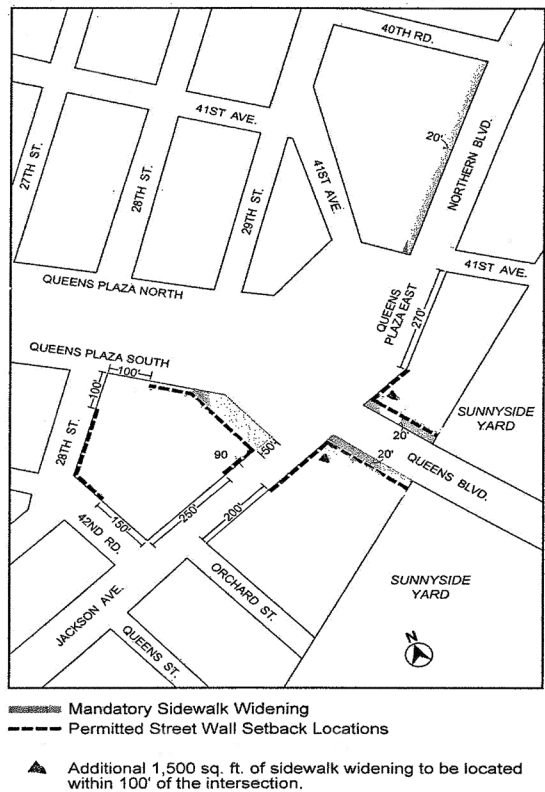 40TH RD.
41ST AVE.
27TH ST.
28TH ST.
29TH ST.
41ST AVE.
20'
NORTHERN BLVD.
41ST AVE.
QUEENS PLAZA NORTH
QUEENS
PLAZA EAST
270'
QUEENS PLAZA SOUTH
100'
100'
SUNNYSIDE
YARD
28TH ST.
90
50'
20'
20'
QUEENS BLVD.
150'
250'
200'
42ND RD.
ORCHARD ST.
SUNNYSIDE
YARD
JACKSON AVE.
QUEENS ST.
N
Mandatory Sidewalk Widening
Permitted Street Wall Setback Locations
Additional 1,500 sq. ft. of sidewalk widening to be located
within 100' of the intersection.